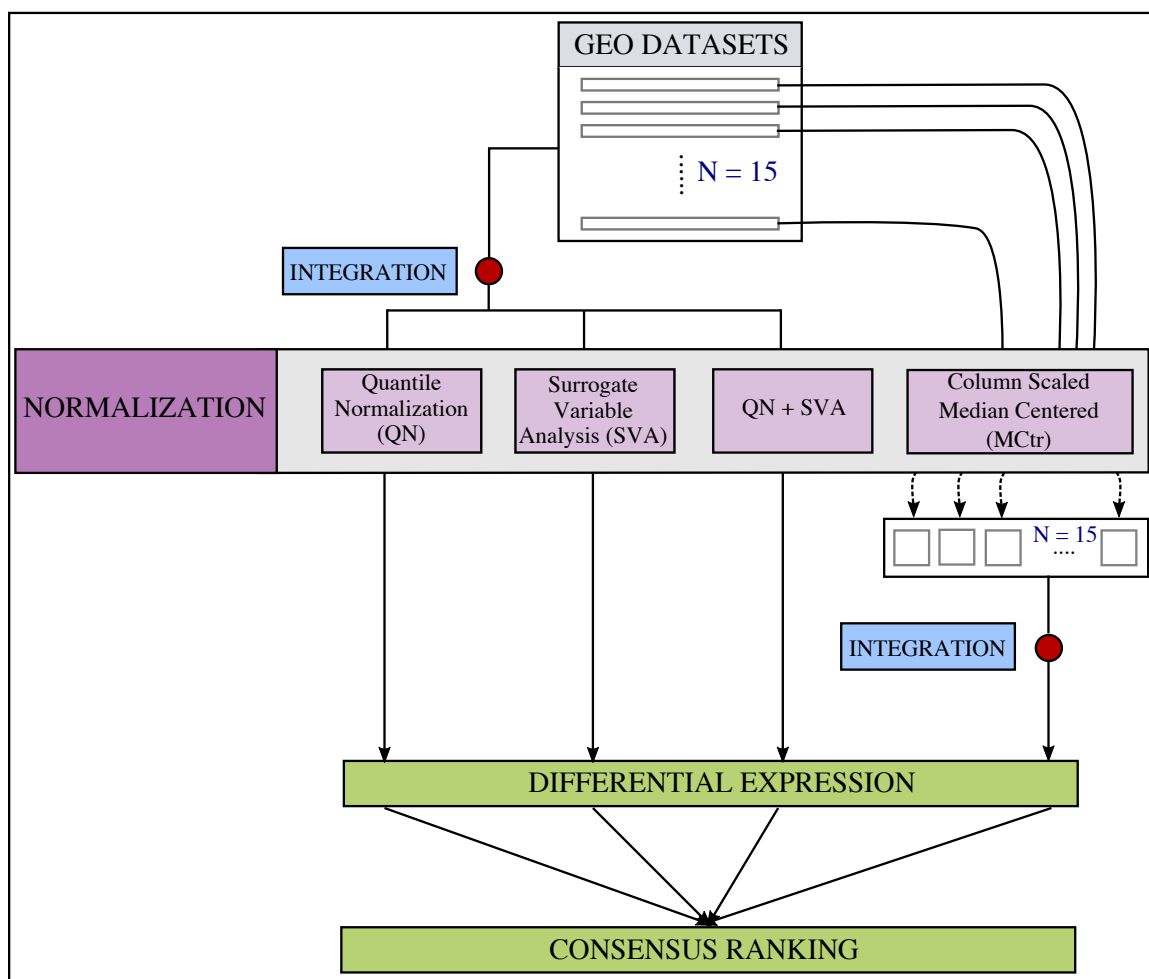 GEO DATASETS
N = 15
INTEGRATION
NORMALIZATION
Quantile
Normalization
(QN)
Surrogate
Variable
Analysis (SVA)
QN + SVA
Column Scaled
Median Centered
(MCtr)
N = 15
INTEGRATION
DIFFERENTIAL EXPRESSION
CONSENSUS RANKING